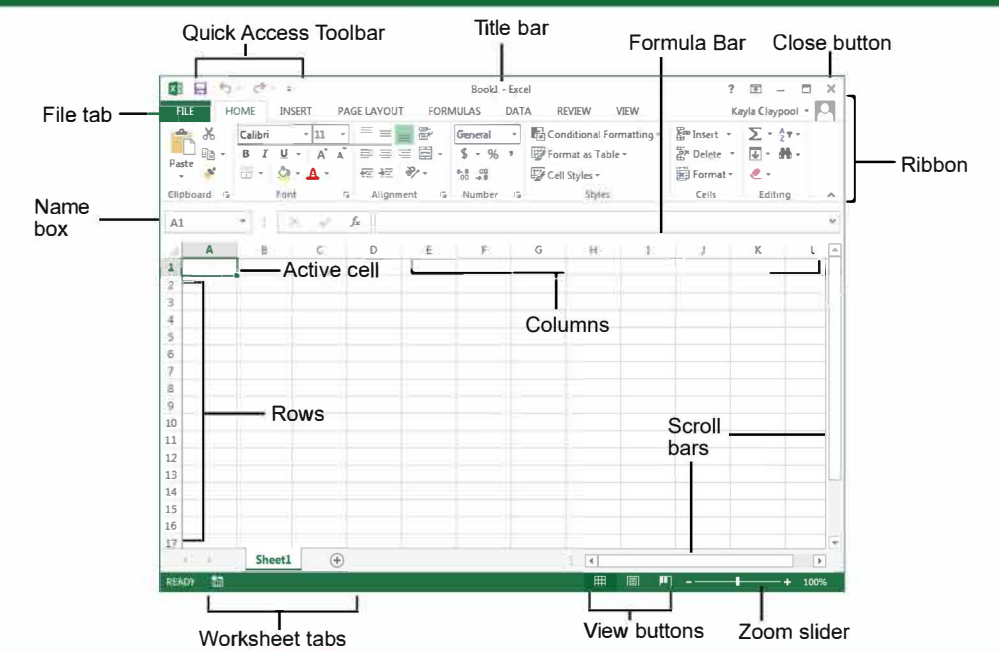 Quick Access Toolbar
Title bar
Formula Bar
Close button
Book1 - Excel
?
File tab
FILE HOME INSERT PAGE LAYOUT FORMULAS DATA REVIEW VIEW Kayla Claypool
Ribbon
Paste
Calibri 11
General
Conditional Formatting
Insert
B I U A A
$ % ,
Format as Table
Delete
Cell Styles
Format
Clipboard Font Alignment Number Styles Cells Editing
Name
box
A1 fx
A B C D E F G H I J K L
1
Active cell
2
3
4
Columns
5
6
7
8
9
Rows
10
Scroll
bars
11
12
13
14
15
16
17
Sheet1
READY 100%
Worksheet tabs
View buttons
Zoom slider